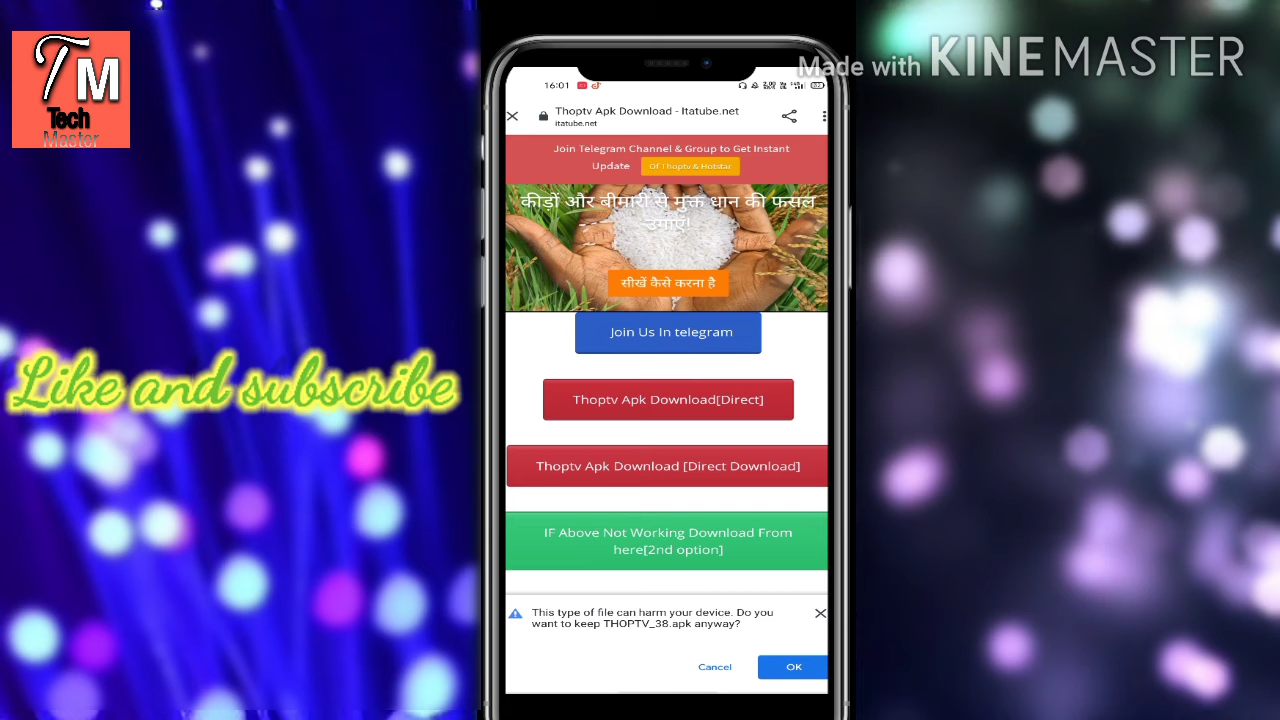 TM
Tech
Master
Made with KINEMASTER
Like and subscribe
16:01
Thoptv Apk Download - Itatube.net
itatube.net
Join Telegram Channel & Group to Get Instant
Update Of Thoptv & Hotstar
कीड़ों और बीमारी से मुक्त धान की फसल
उगाएं!
सीखें कैसे करना है
Join Us In telegram
Thoptv Apk Download[Direct]
Thoptv Apk Download [Direct Download]
IF Above Not Working Download From
here[2nd option]
This type of file can harm your device. Do you
want to keep THOPTV_38.apk anyway?
Cancel OK